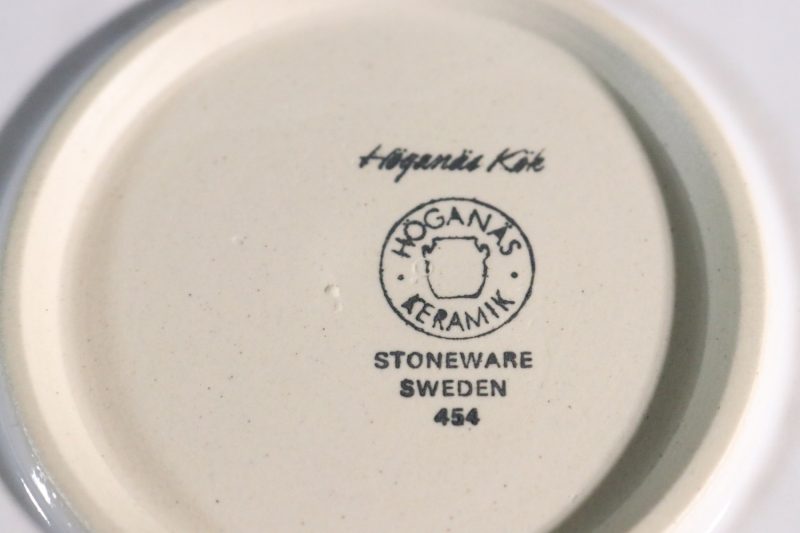 Höganäs Kök
HÖGANÄS
KERAMIK
STONEWARE
SWEDEN
454